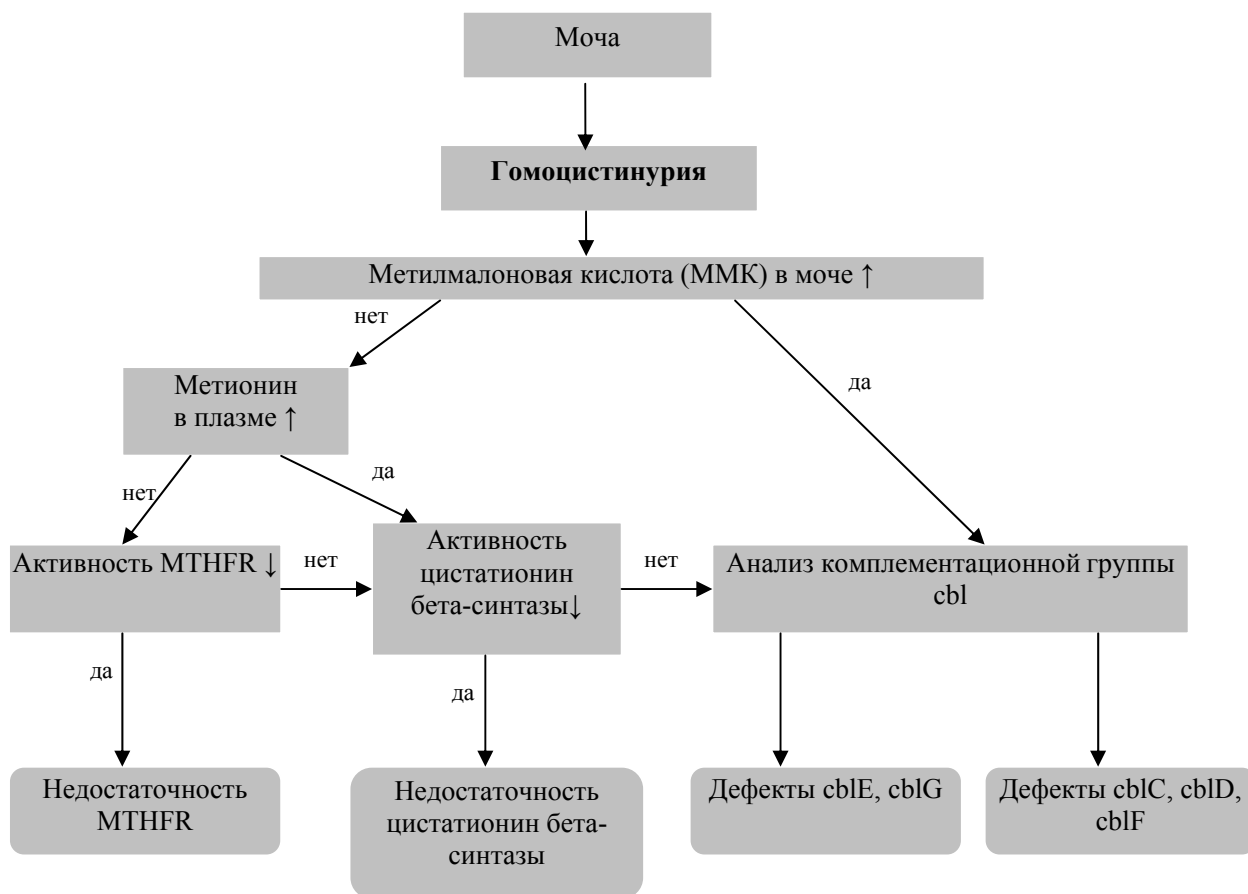 Моча
Гомоцистинурия
Метилмалоновая кислота (ММК) в моче ↑
нет
да
Метионин
в плазме ↑
нет
да
Активность MTHFR ↓
нет
Активность
цистатионин
бета-синтазы↓
нет
Анализ комплементационной группы
cbl
да
да
Недостаточность
MTHFR
Недостаточность
цистатионин бета-
синтазы
Дефекты cblE, cblG
Дефекты cblC, cblD,
cblF